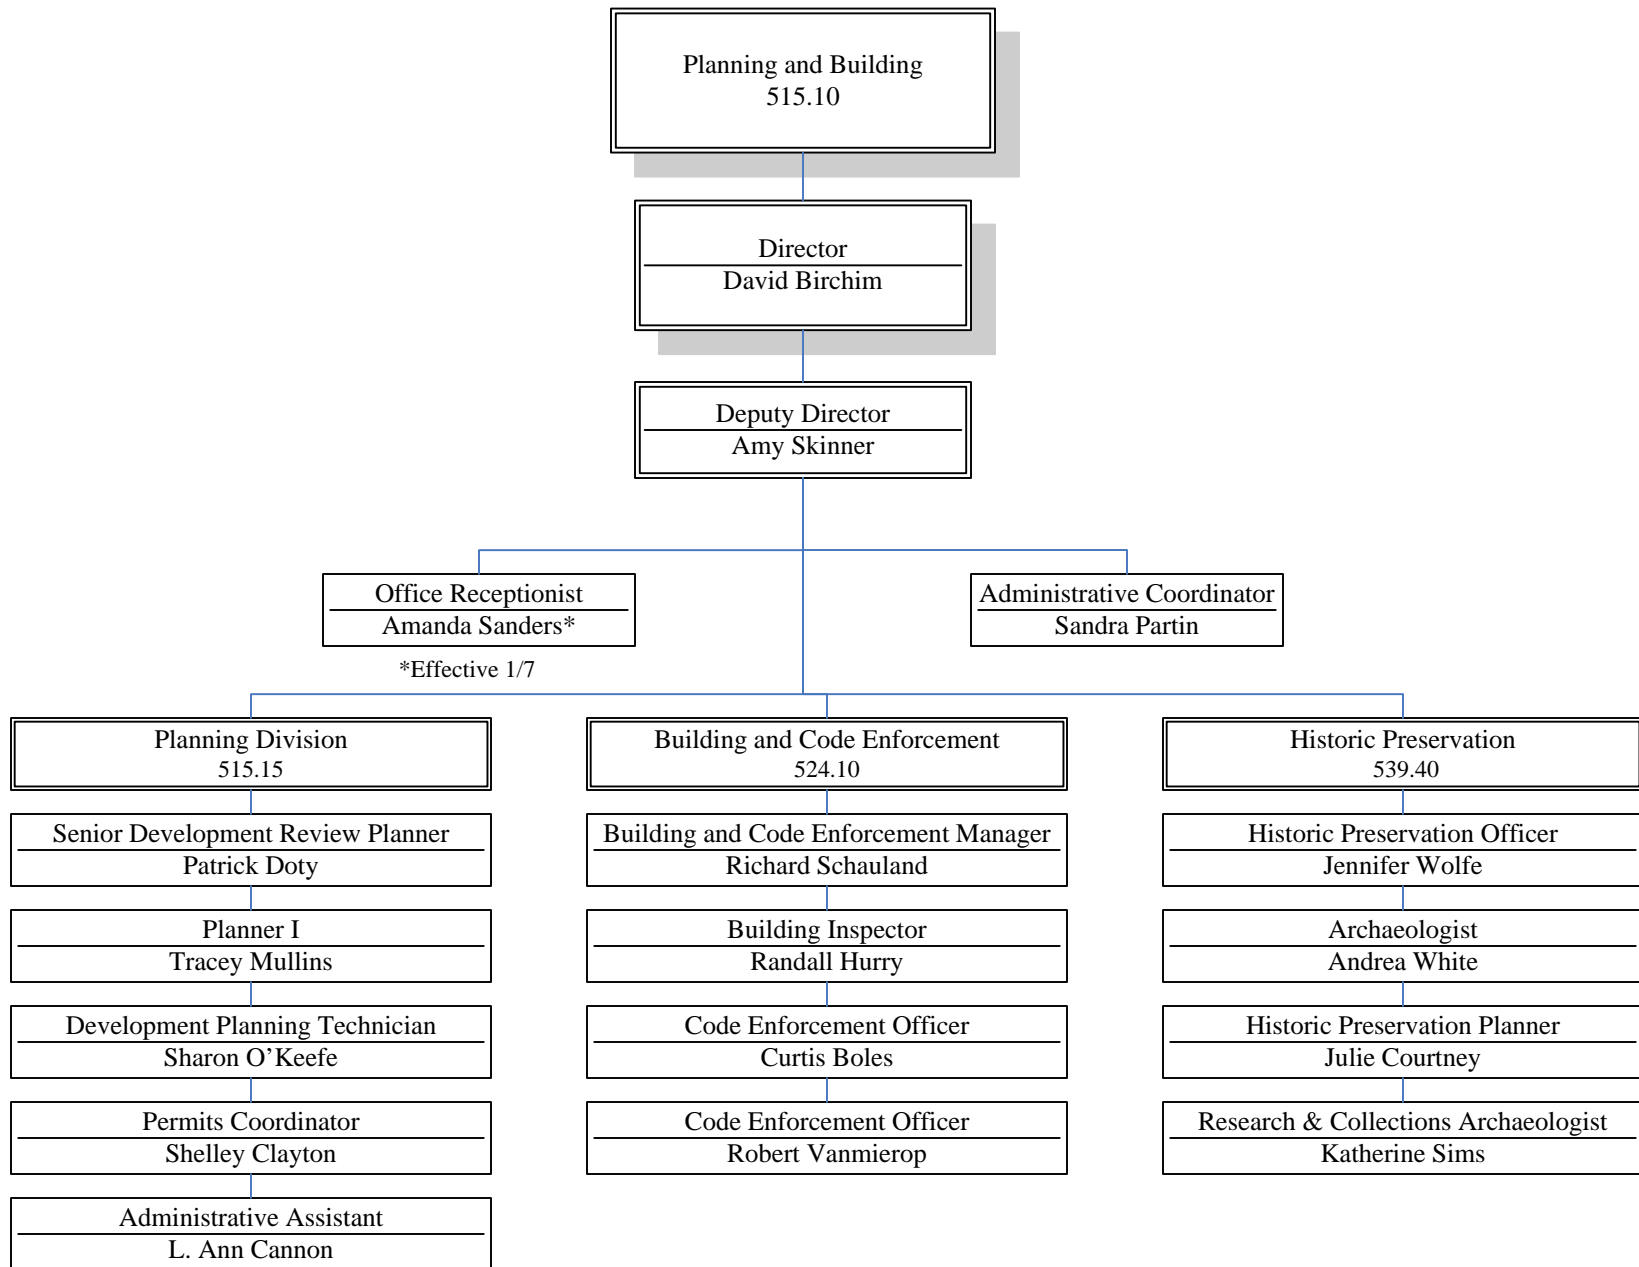 Planning and Building
515.10
Director
David Birchim
Deputy Director
Amy Skinner
Office Receptionist
Amanda Sanders*
*Effective 1/7
Administrative Coordinator
Sandra Partin
Planning Division
515.15
Senior Development Review Planner
Patrick Doty
Planner I
Tracey Mullins
Development Planning Technician
Sharon O’Keefe
Permits Coordinator
Shelley Clayton
Administrative Assistant
L. Ann Cannon
Building and Code Enforcement
524.10
Building and Code Enforcement Manager
Richard Schauland
Building Inspector
Randall Hurry
Code Enforcement Officer
Curtis Boles
Code Enforcement Officer
Robert Vanmierop
Historic Preservation
539.40
Historic Preservation Officer
Jennifer Wolfe
Archaeologist
Andrea White
Historic Preservation Planner
Julie Courtney
Research & Collections Archaeologist
Katherine Sims